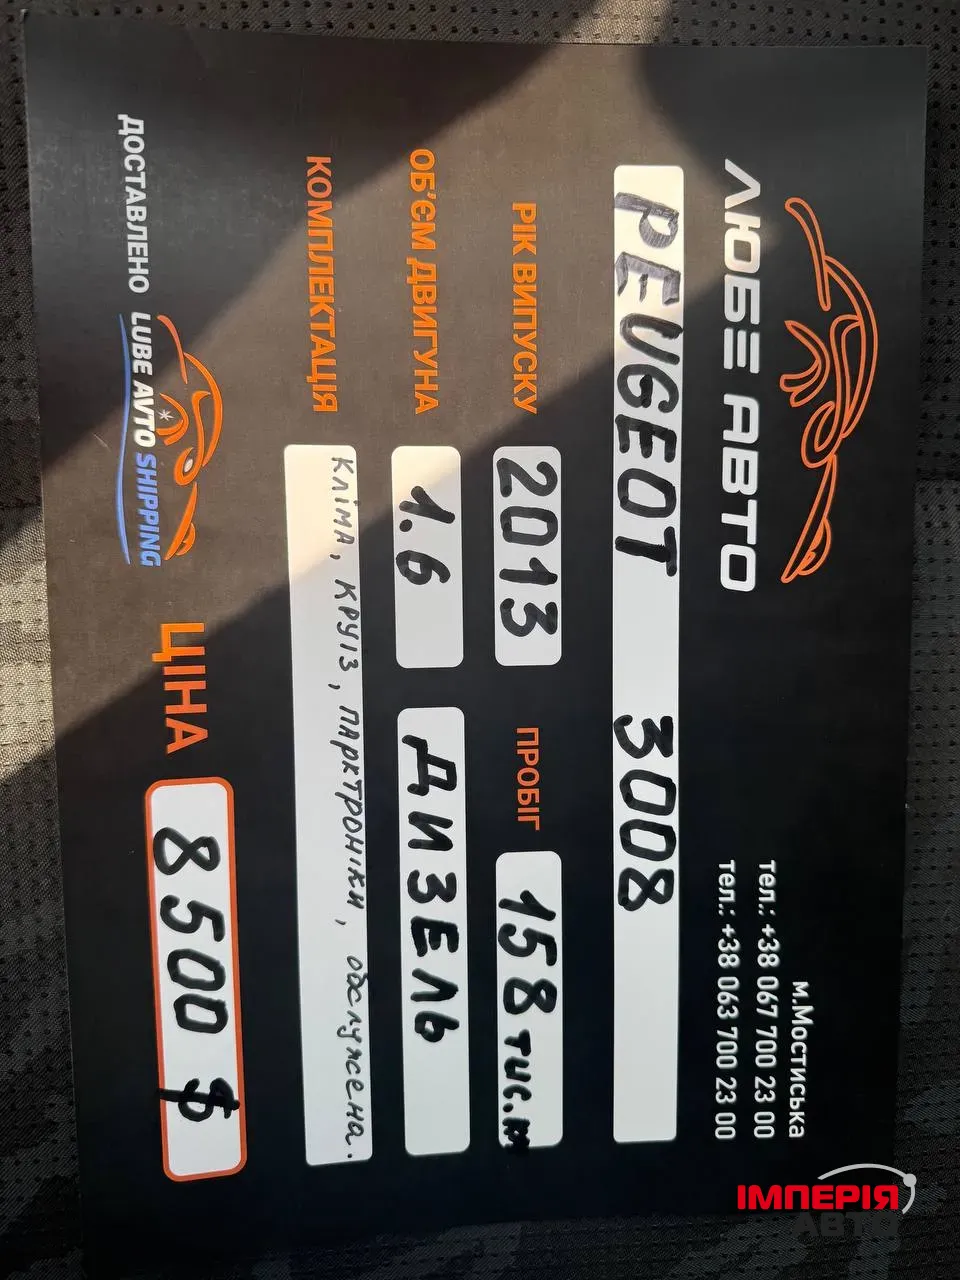 ЛЮБЕ АВТО
м.Мостиська
тел.: +38 067 700 23 00
тел.: +38 063 700 23 00
PEUGEOT 3008
РІК ВИПУСКУ 2013 ПРОБІГ 158 тис.км
ОБ'ЄМ ДВИГУНА 1.6 ДИЗЕЛЬ
КОМПЛЕКТАЦІЯ Кліма, круіз, парктроніки, обслужена.
ДОСТАВЛЕНО LUBE AVTO SHIPPING
ЦІНА 8500 $
ІМПЕРІЯ
АВТО